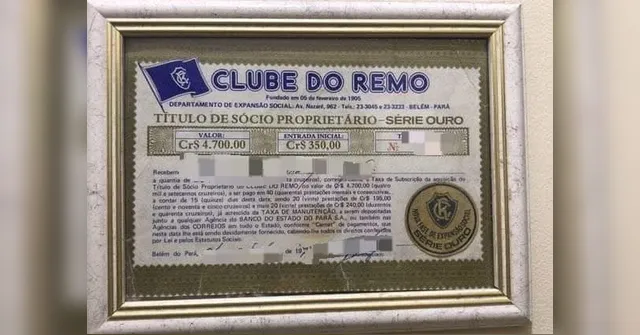 CLUBE DO REMO
Fundado em 05 de fevereiro de 1905
DEPARTAMENTO DE EXPANSÃO SOCIAL: Av. Nazaré, 962 - Tels.: 23-3045 e 23-3233 - BELÉM - PARÁ
TÍTULO DE SÓCIO PROPRIETÁRIO - SÉRIE OURO
VALOR: ENTRADA INICIAL:
Cr$ 4.700,00 Cr$ 350,00 Nº
Recebemos
a quantia de
Título de Sócio Proprietário do CLUBE DO REMO, no valor de Cr$ 4.700,00 (quatro
mil e setecentos cruzeiros), a ser pago em 40 (quarenta) prestações mensais e consecutivas,
a contar de 15 (quinze) dias desta data, sendo 20 (vinte) prestações de Cr$ 195,00
(cento e noventa e cinco cruzeiros) e mais 20 (vinte) prestações de Cr$ 240,00 (duzentos
e quarenta cruzeiros), já acrescida da TAXA DE MANUTENÇÃO, a serem depositadas
junto a qualquer Agência do BANCO DO ESTADO DO PARÁ S.A., ou também nas
Agências dos CORREIOS em todo o Estado, conforme "Carnet" de pagamentos, que
nesta data lhe está sendo devidamente fornecido, cabendo-lhe todos os direitos
por Lei e pelos Estatutos Sociais.
Belém do Pará,
SÉRIE OURO